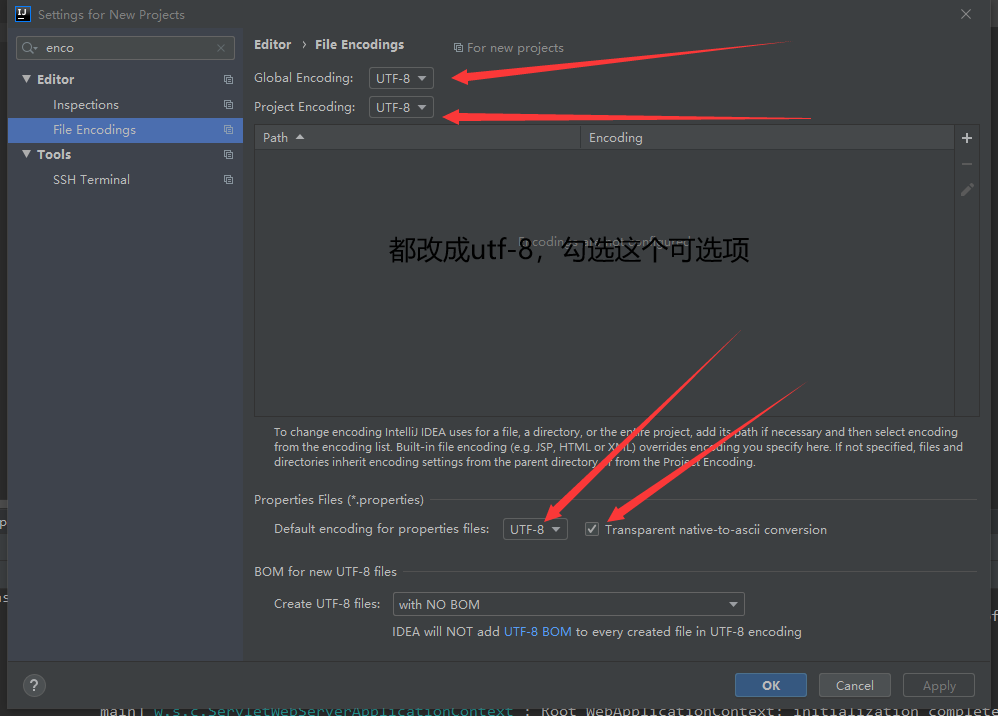 Settings for New Projects
enco
Editor
Inspections
File Encodings
Tools
SSH Terminal
Editor › File Encodings
For new projects
Global Encoding: UTF-8
Project Encoding: UTF-8
Path Encoding
Encodings are not configured
都改成utf-8，勾选这个可选项
To change encoding IntelliJ IDEA uses for a file, a directory, or the entire project, add its path if necessary and then select encoding
from the encoding list. Built-in file encoding (e.g. JSP, HTML or XML) overrides encoding you specify here. If not specified, files and
directories inherit encoding settings from the parent directory or from the Project Encoding.
Properties Files (*.properties)
Default encoding for properties files: UTF-8 Transparent native-to-ascii conversion
BOM for new UTF-8 files
Create UTF-8 files: with NO BOM
IDEA will NOT add UTF-8 BOM to every created file in UTF-8 encoding
? OK Cancel Apply
main] w.s.c.ServletWebServerApplicationContext : Root WebApplicationContext: initialization complete